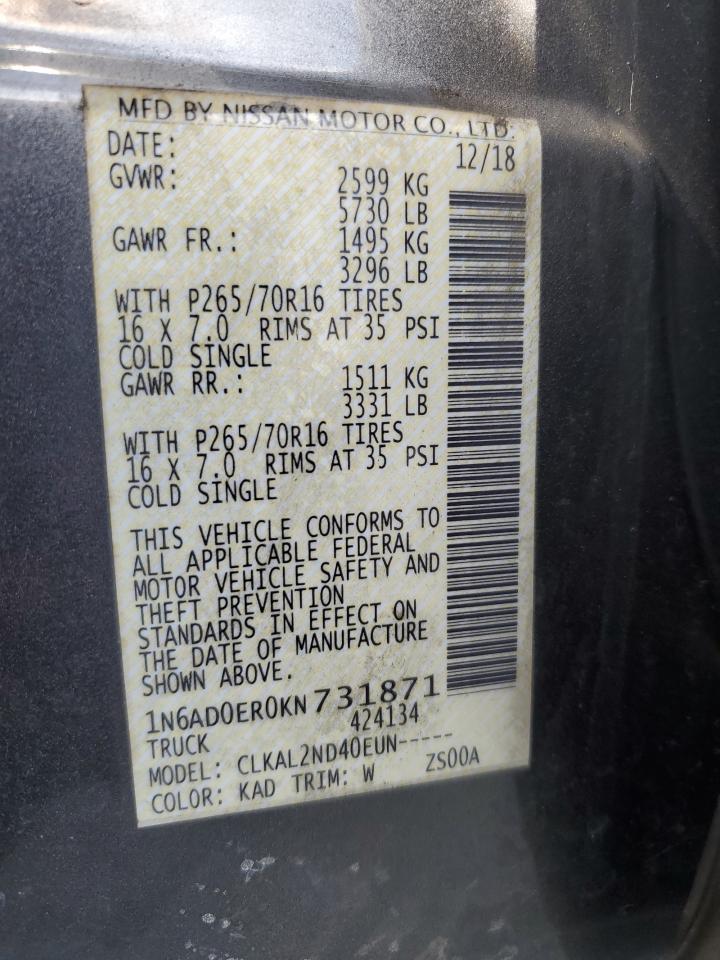 MFD BY NISSAN MOTOR CO., LTD.
DATE: 12/18
GVWR: 2599 KG
5730 LB
GAWR FR.: 1495 KG
3296 LB
WITH P265/70R16 TIRES
16 X 7.0 RIMS AT 35 PSI
COLD SINGLE
GAWR RR.: 1511 KG
3331 LB
WITH P265/70R16 TIRES
16 X 7.0 RIMS AT 35 PSI
COLD SINGLE
THIS VEHICLE CONFORMS TO
ALL APPLICABLE FEDERAL
MOTOR VEHICLE SAFETY AND
THEFT PREVENTION
STANDARDS IN EFFECT ON
THE DATE OF MANUFACTURE
SHOWN ABOVE.
1N6AD0ER0KN731871
424134
TRUCK
MODEL: CLKAL2ND40EUN-----
COLOR: KAD TRIM: W ZS00A